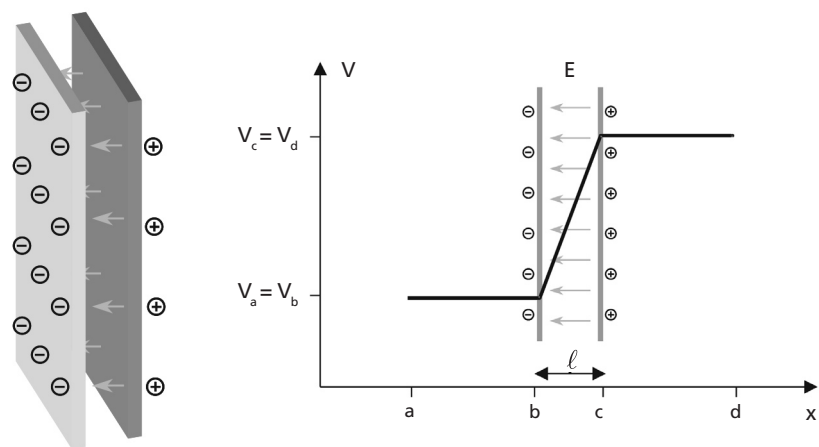 V
E
V_c = V_d
V_a = V_b
ℓ
a b c d x